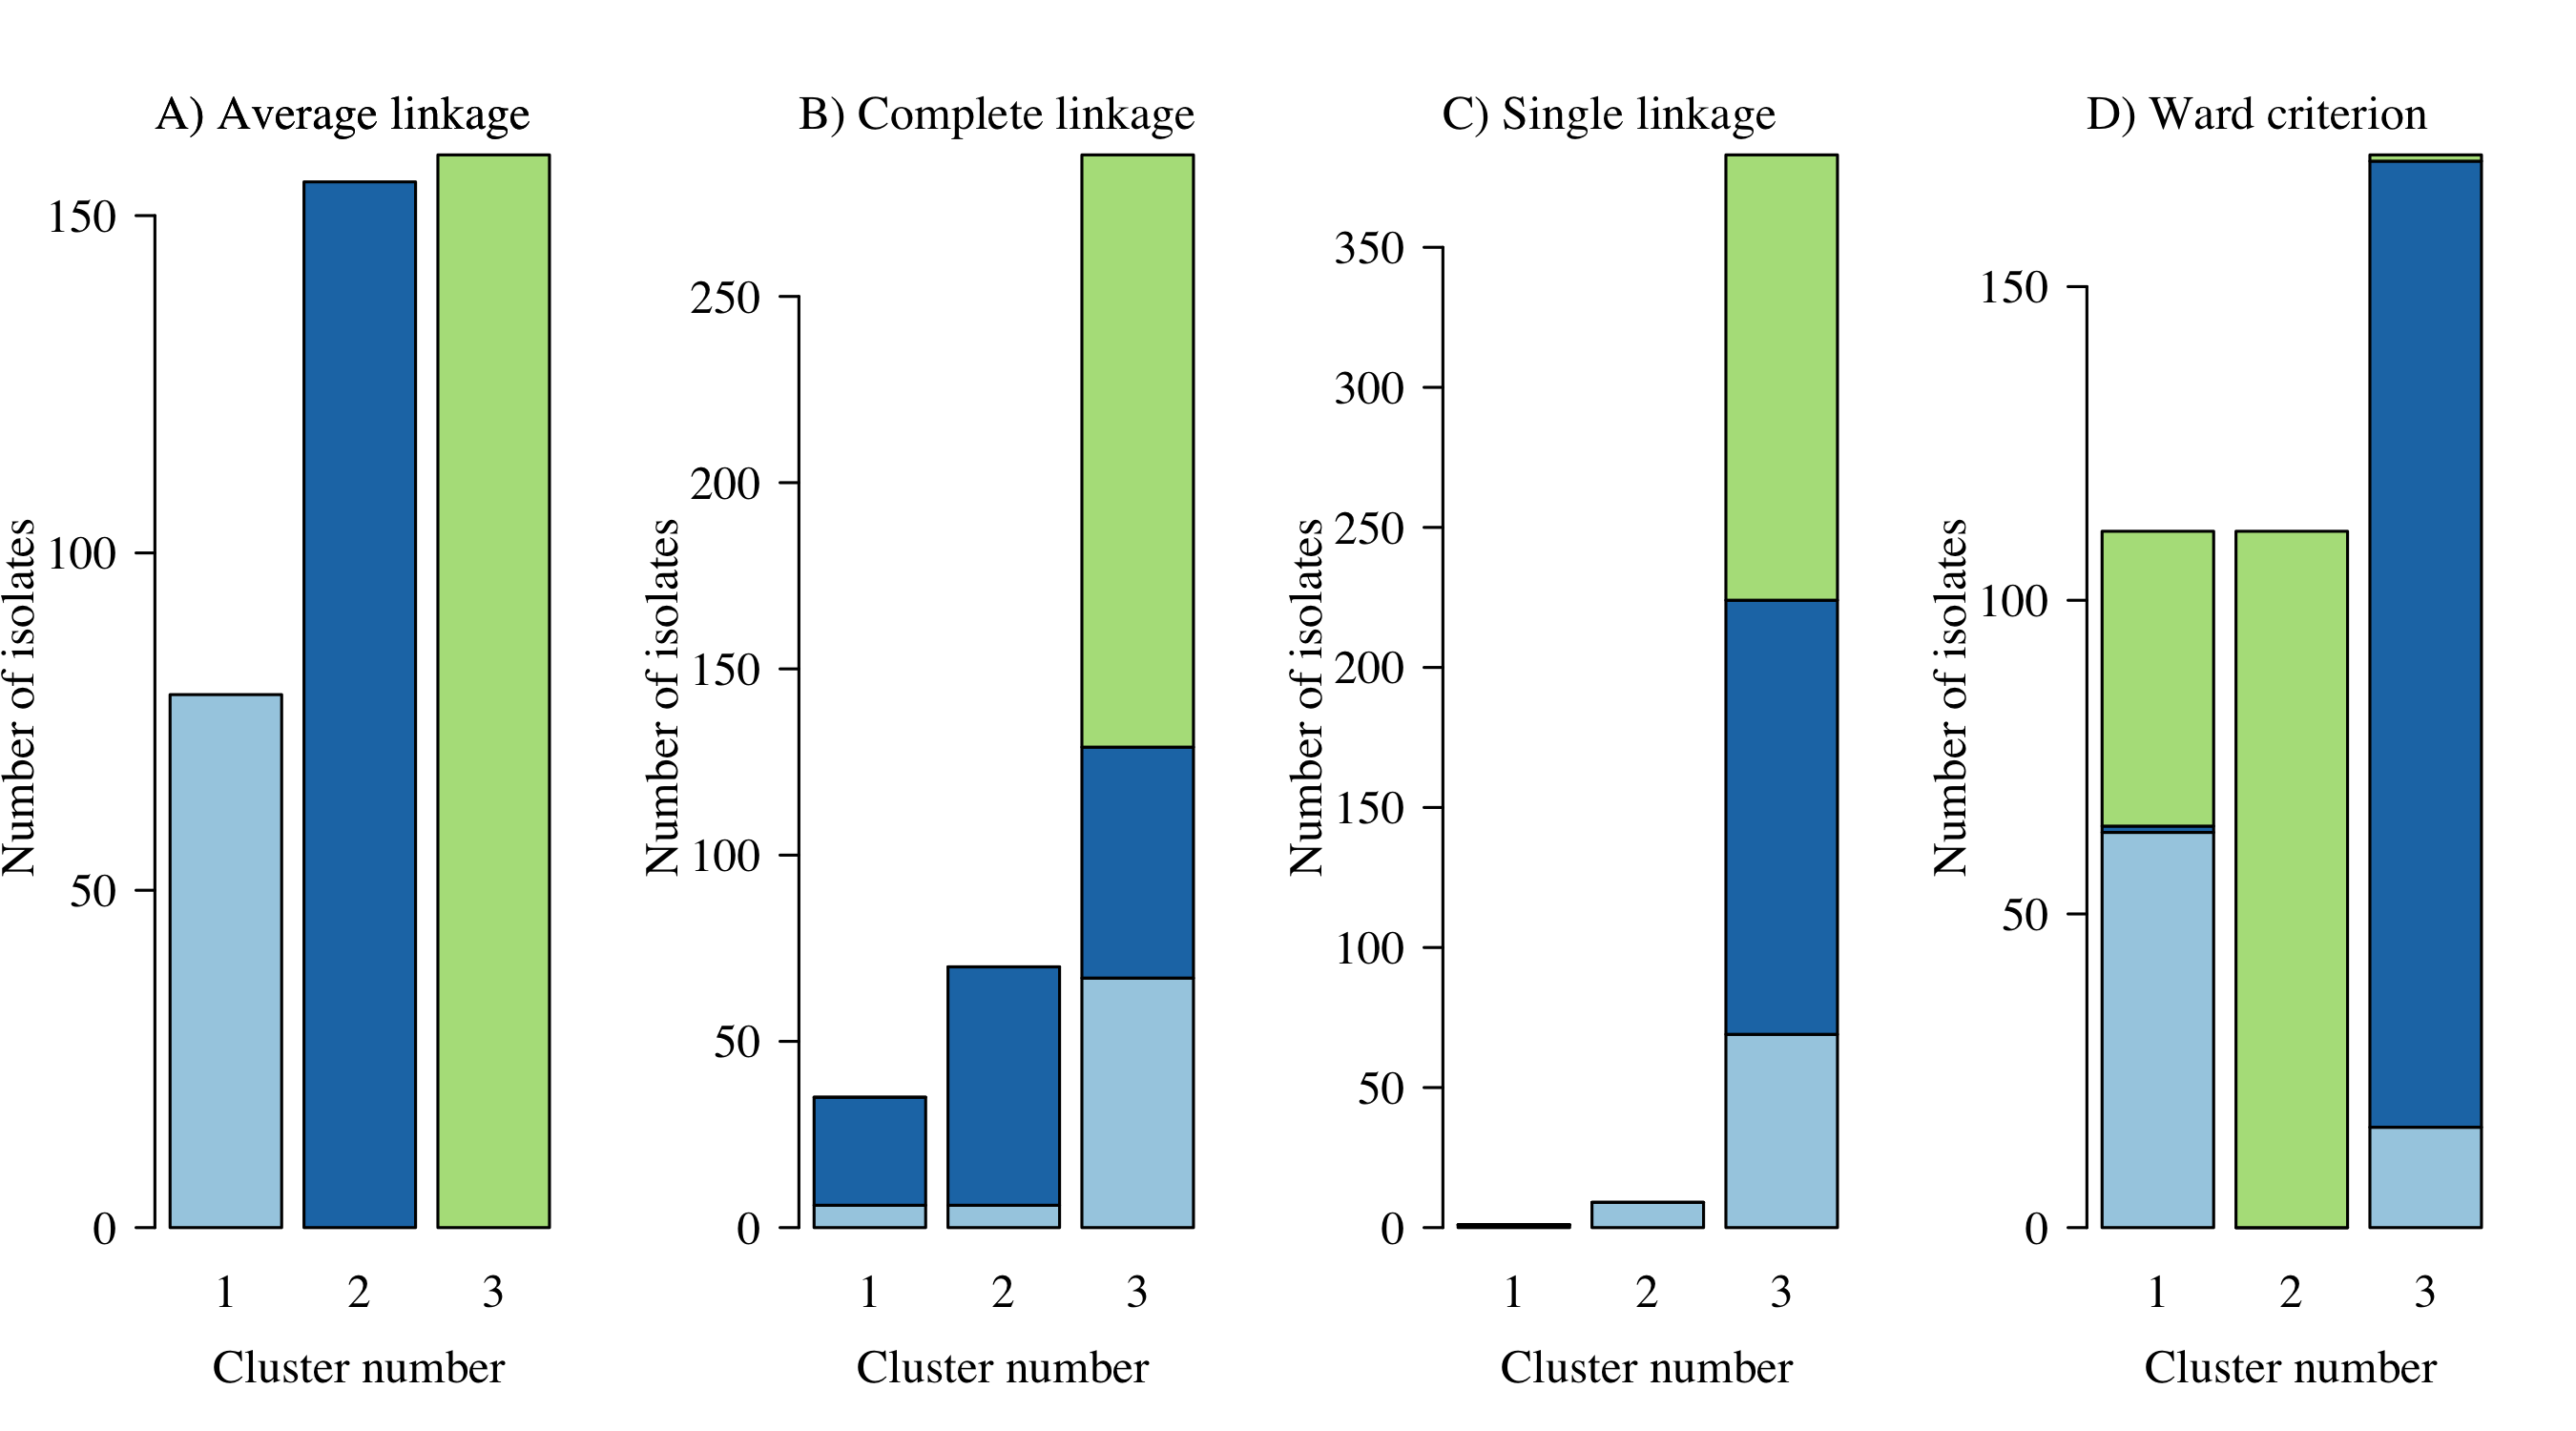 A) Average linkage
150
100
50
0
Number of isolates
1 2 3
Cluster number
B) Complete linkage
250
200
150
100
50
0
Number of isolates
1 2 3
Cluster number
C) Single linkage
350
300
250
200
150
100
50
0
Number of isolates
1 2 3
Cluster number
D) Ward criterion
150
100
50
0
Number of isolates
1 2 3
Cluster number